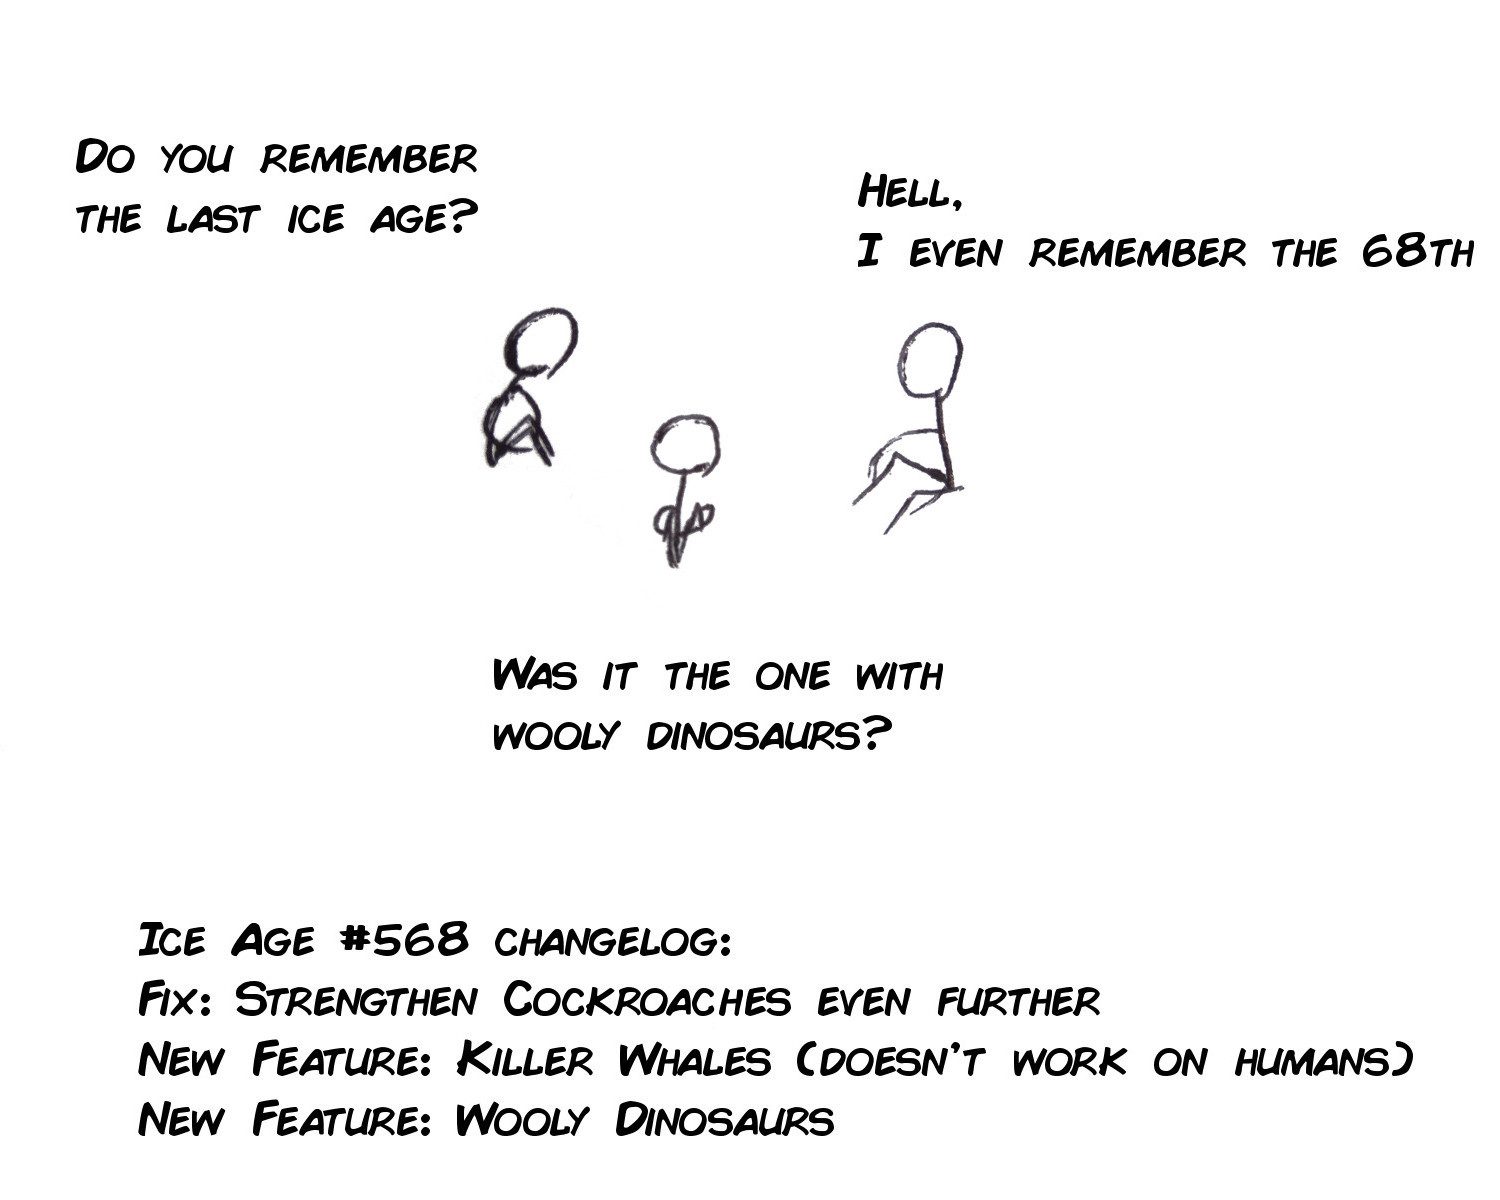 Do you remember
the last ice age?
Hell,
I even remember the 68th
Was it the one with
wooly dinosaurs?
Ice Age #568 changelog:
Fix: Strengthen Cockroaches even further
New Feature: Killer Whales (doesn't work on humans)
New Feature: Wooly Dinosaurs